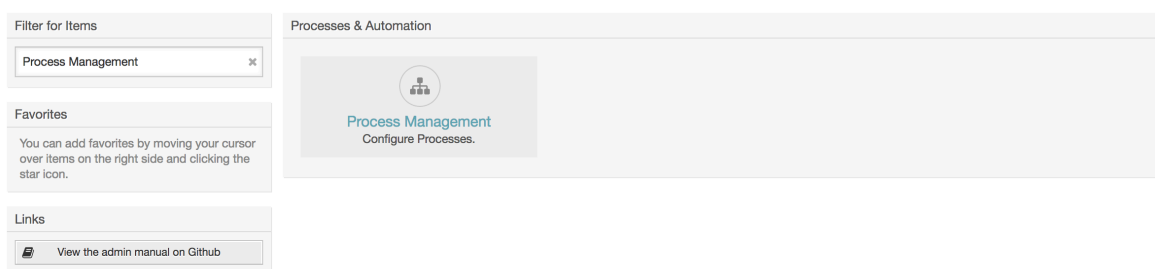 Filter for Items
Process Management
Favorites
You can add favorites by moving your cursor
over items on the right side and clicking the
star icon.
Links
View the admin manual on Github
Processes & Automation
Process Management
Configure Processes.